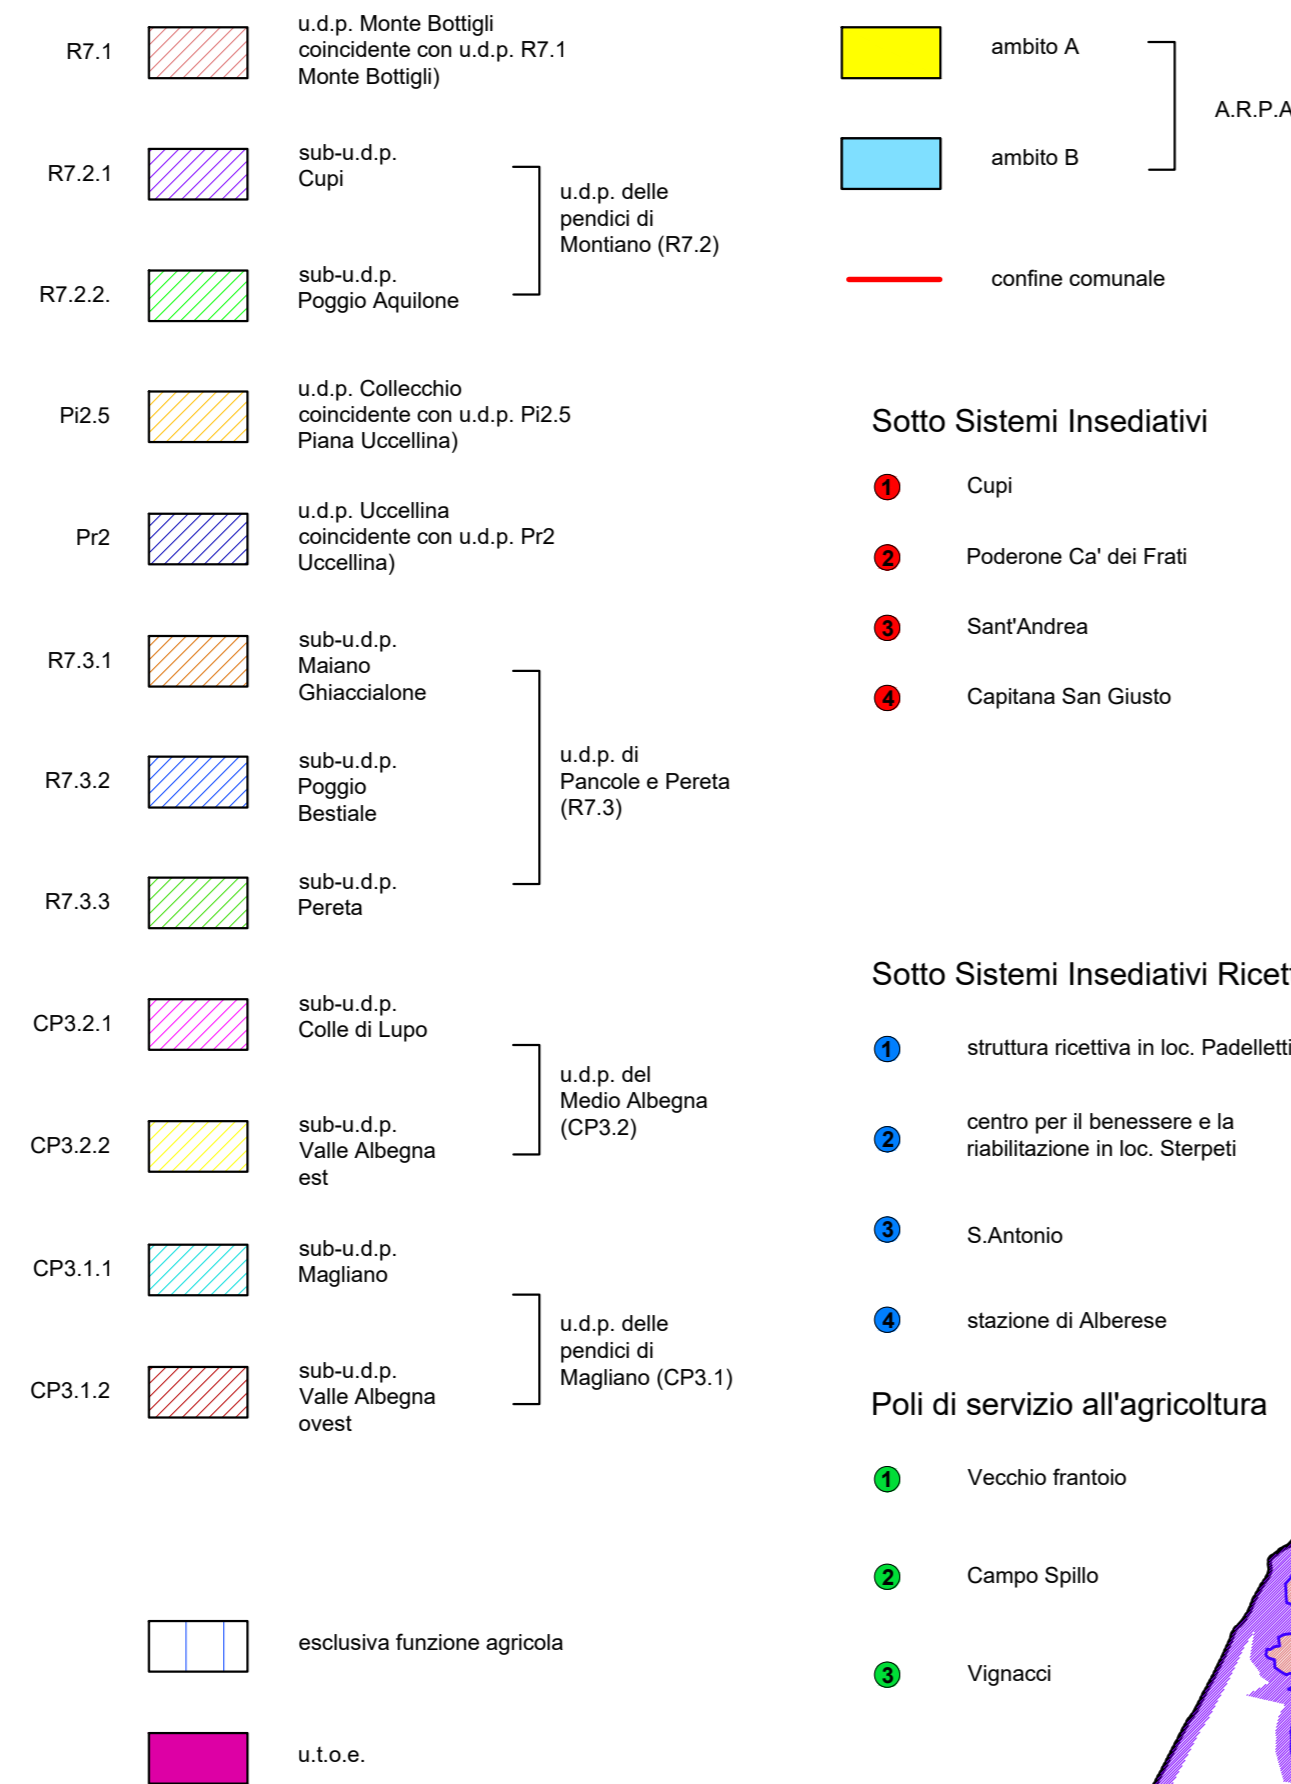 R7.1
u.d.p. Monte Bottigli
coincidente con u.d.p. R7.1
Monte Bottigli)
R7.2.1
sub-u.d.p.
Cupi
R7.2.2.
sub-u.d.p.
Poggio Aquilone
u.d.p. delle
pendici di
Montiano (R7.2)
Pi2.5
u.d.p. Collecchio
coincidente con u.d.p. Pi2.5
Piana Uccellina)
Pr2
u.d.p. Uccellina
coincidente con u.d.p. Pr2
Uccellina)
R7.3.1
sub-u.d.p.
Maiano
Ghiaccialone
R7.3.2
sub-u.d.p.
Poggio
Bestiale
R7.3.3
sub-u.d.p.
Pereta
u.d.p. di
Pancole e Pereta
(R7.3)
CP3.2.1
sub-u.d.p.
Colle di Lupo
CP3.2.2
sub-u.d.p.
Valle Albegna
est
u.d.p. del
Medio Albegna
(CP3.2)
CP3.1.1
sub-u.d.p.
Magliano
CP3.1.2
sub-u.d.p.
Valle Albegna
ovest
u.d.p. delle
pendici di
Magliano (CP3.1)
esclusiva funzione agricola
u.t.o.e.
ambito A
ambito B
A.R.P.A
confine comunale
Sotto Sistemi Insediativi
1 Cupi
2 Poderone Ca' dei Frati
3 Sant'Andrea
4 Capitana San Giusto
Sotto Sistemi Insediativi Ricett
1 struttura ricettiva in loc. Padelletti
2 centro per il benessere e la
riabilitazione in loc. Sterpeti
3 S.Antonio
4 stazione di Alberese
Poli di servizio all'agricoltura
1 Vecchio frantoio
2 Campo Spillo
3 Vignacci